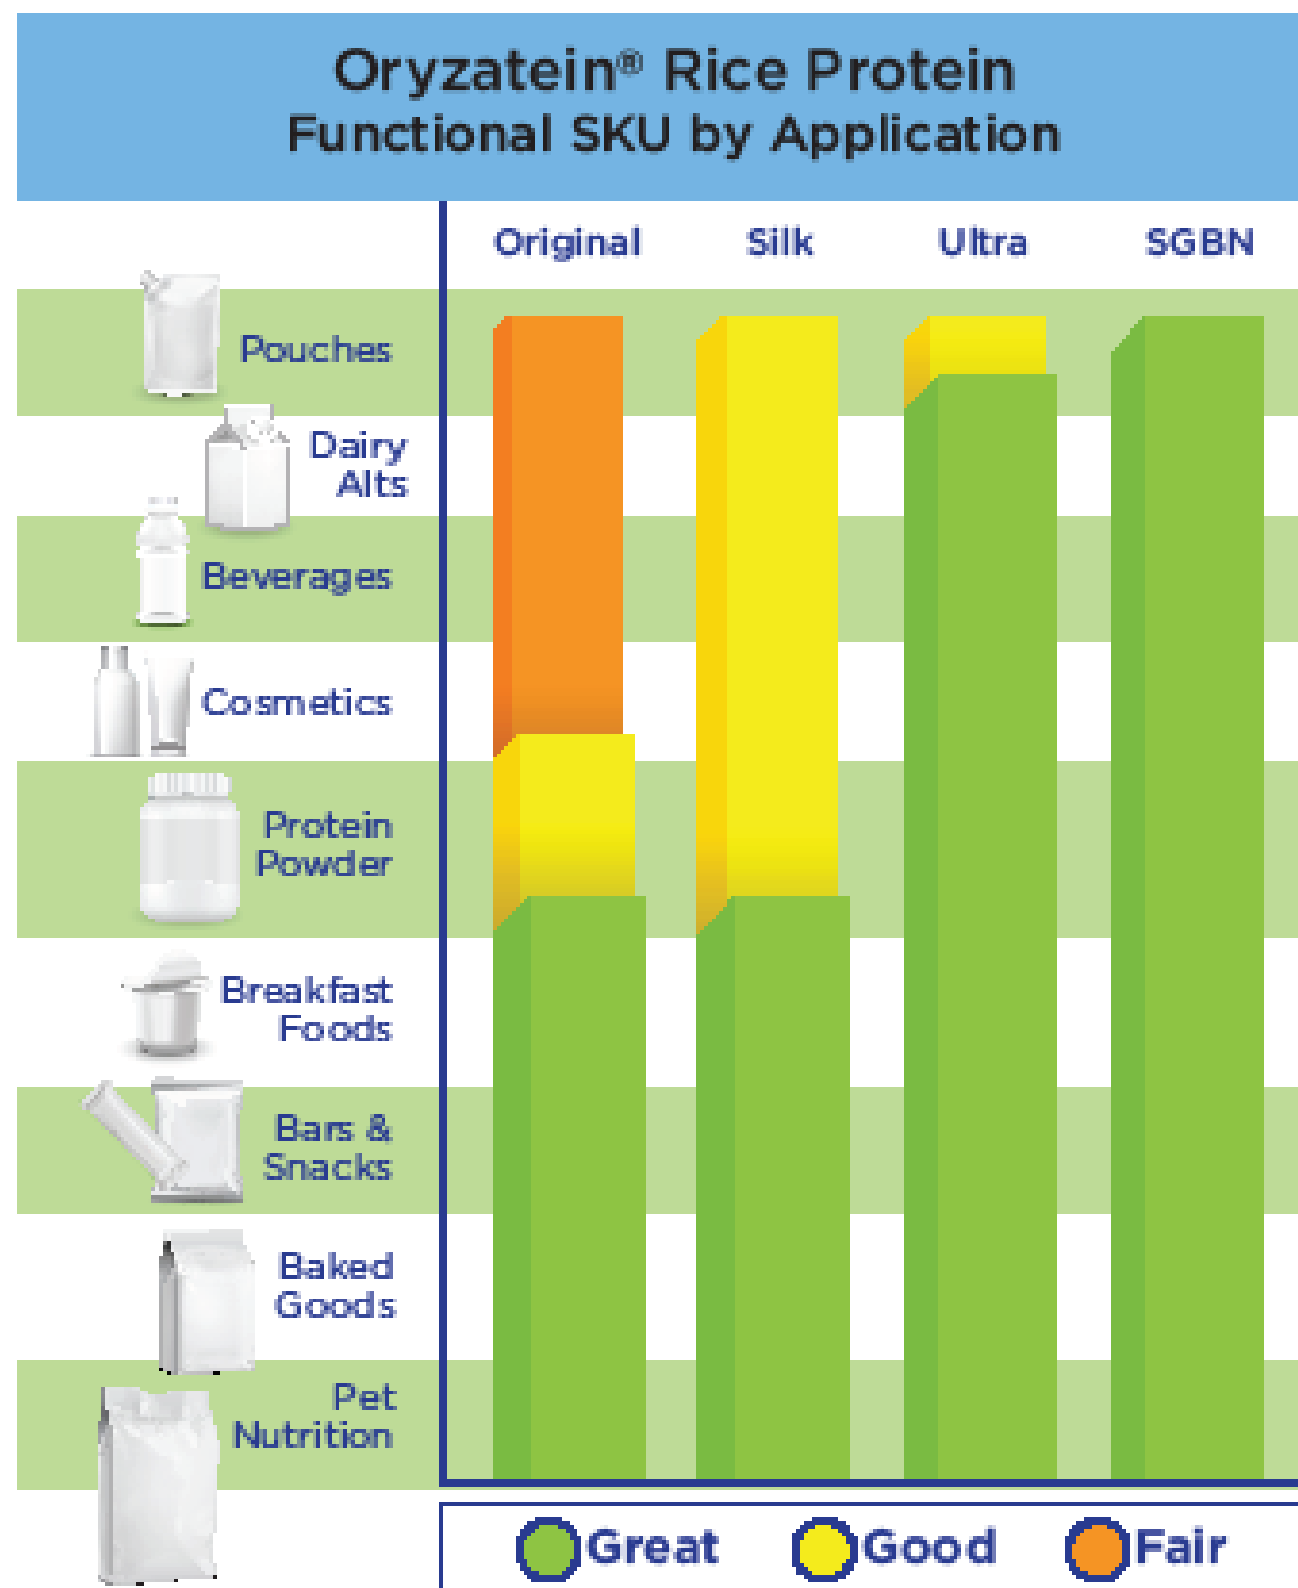 Oryzatein® Rice Protein
Functional SKU by Application
Original Silk Ultra SGBN
Pouches
Dairy
Alts
Beverages
Cosmetics
Protein
Powder
Breakfast
Foods
Bars &
Snacks
Baked
Goods
Pet
Nutrition
Great Good Fair